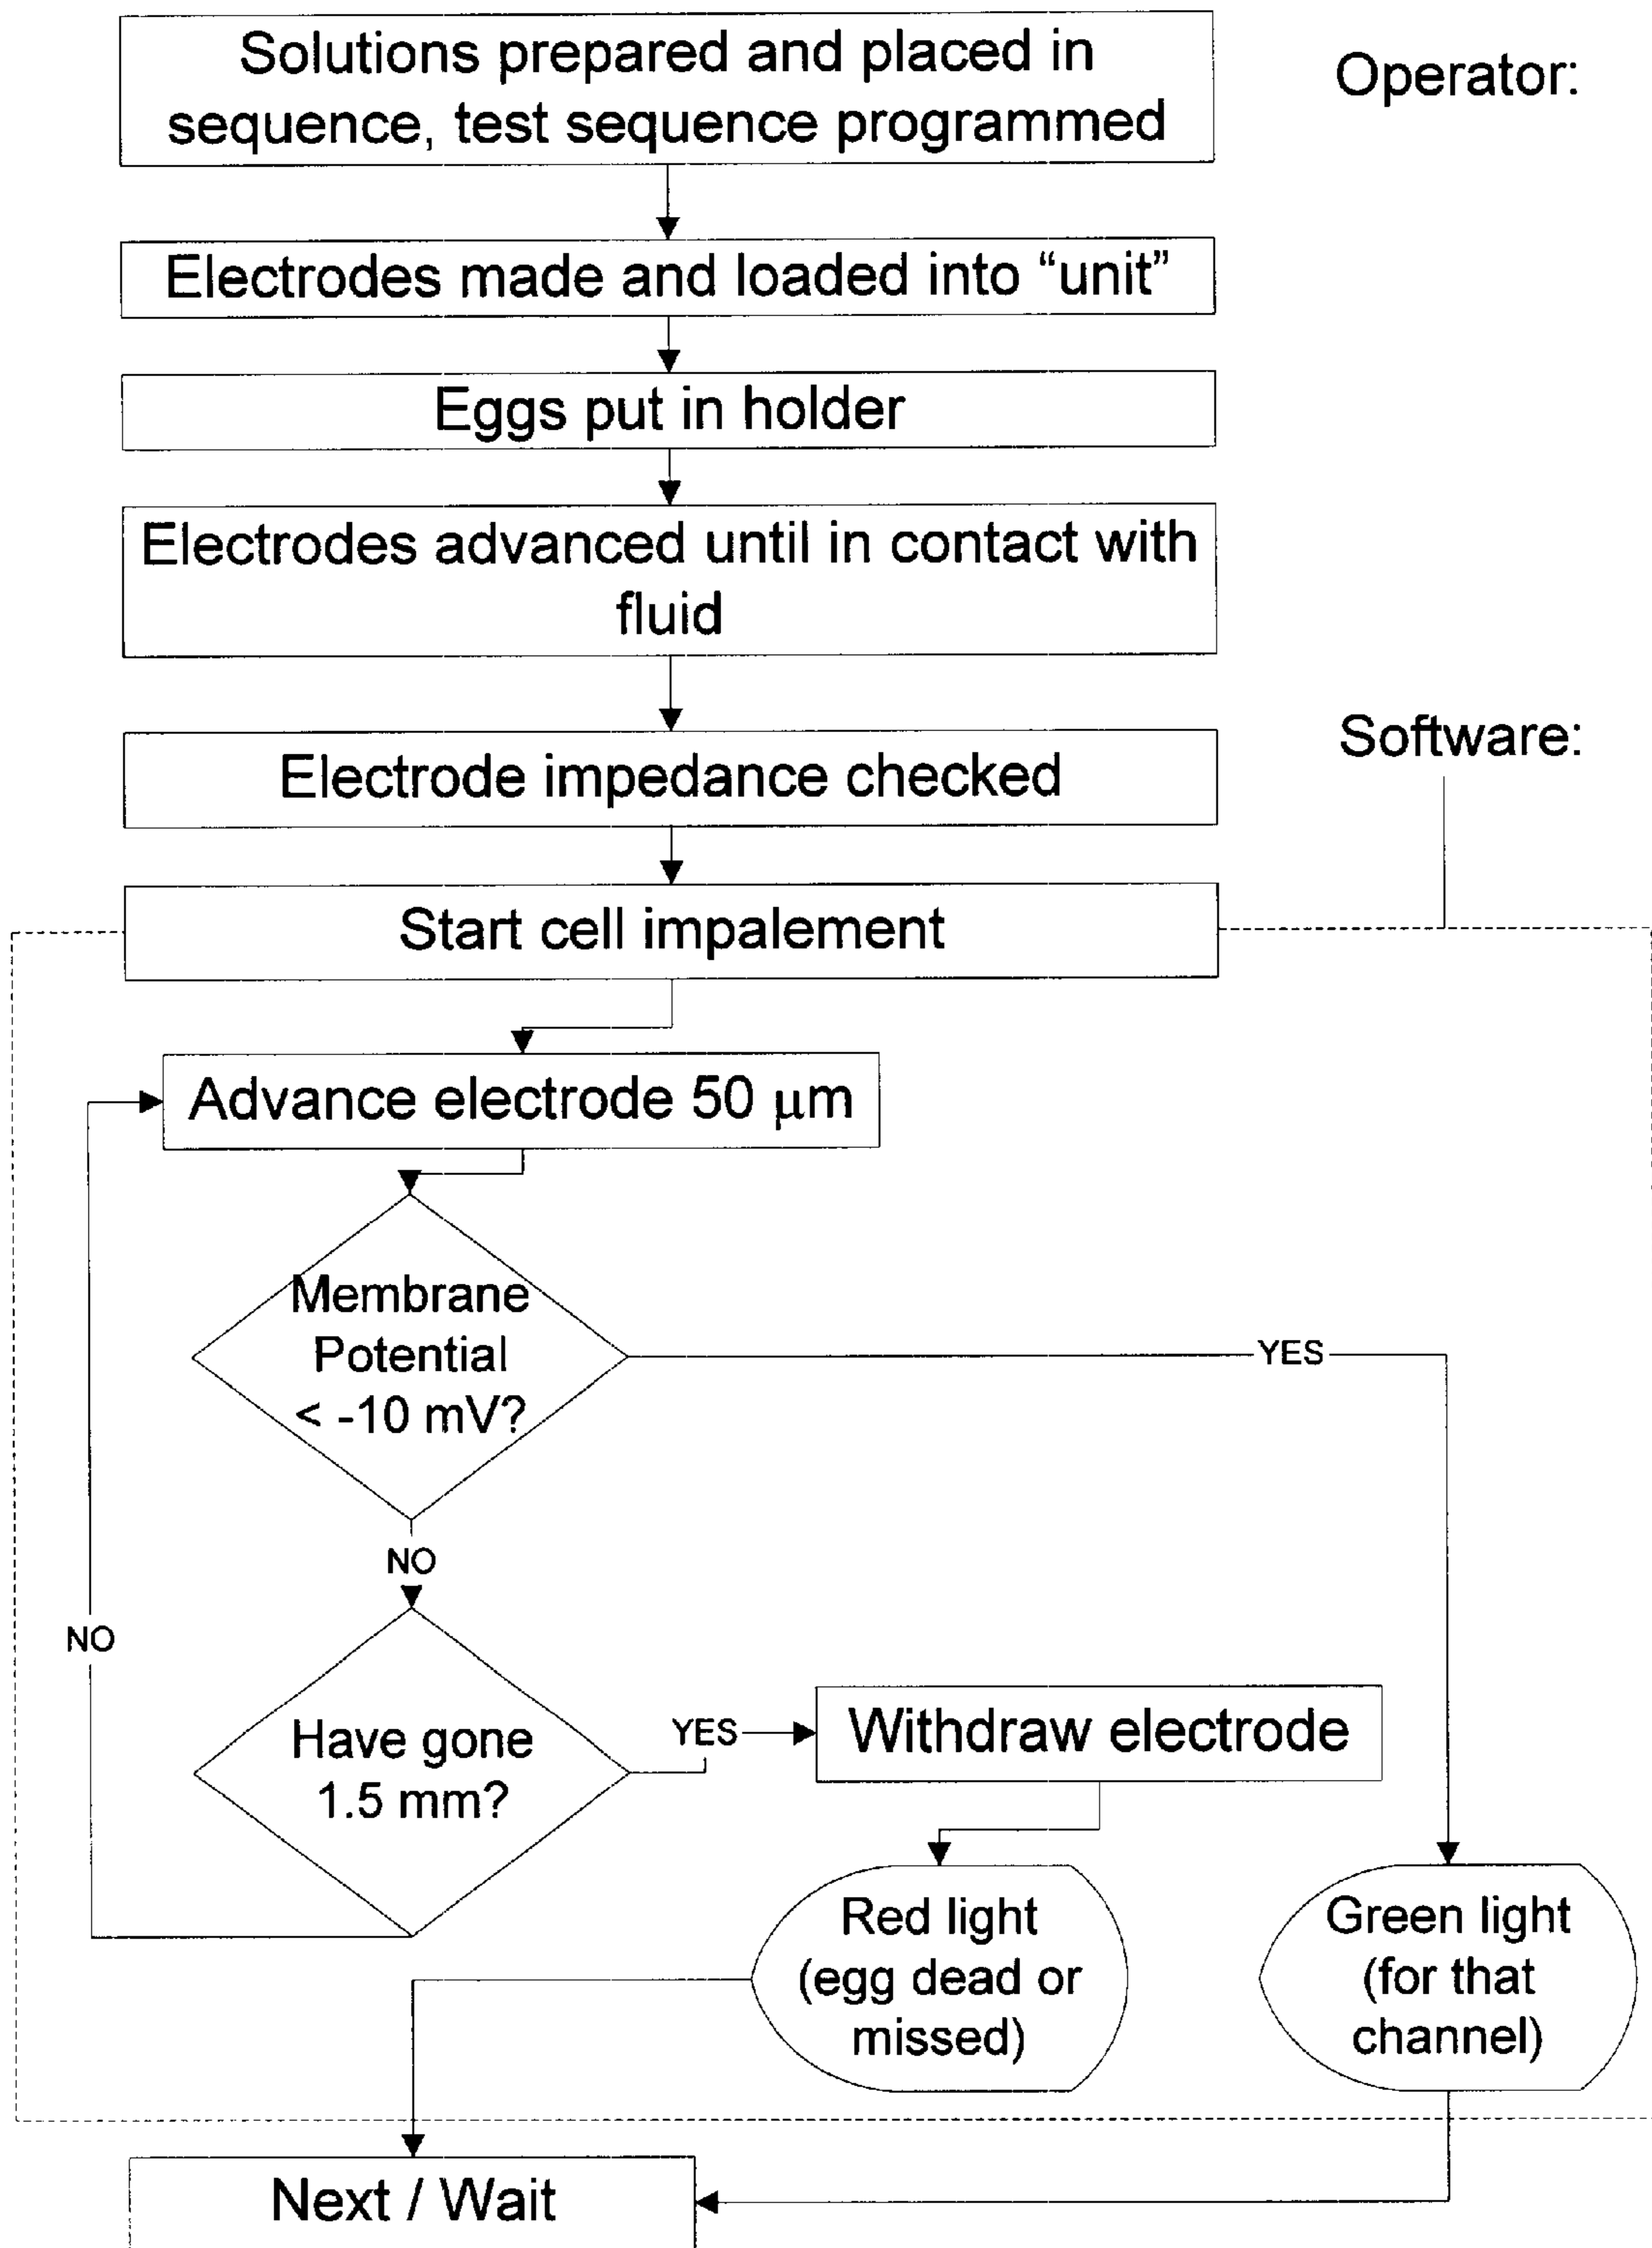 Solutions prepared and placed in
sequence, test sequence programmed
Operator:
Electrodes made and loaded into “unit”
Eggs put in holder
Electrodes advanced until in contact with
fluid
Software:
Electrode impedance checked
Start cell impalement
Advance electrode 50 μm
Membrane
Potential
< -10 mV?
YES
NO
NO
Have gone
1.5 mm?
YES
Withdraw electrode
Red light
(egg dead or
missed)
Green light
(for that
channel)
Next / Wait